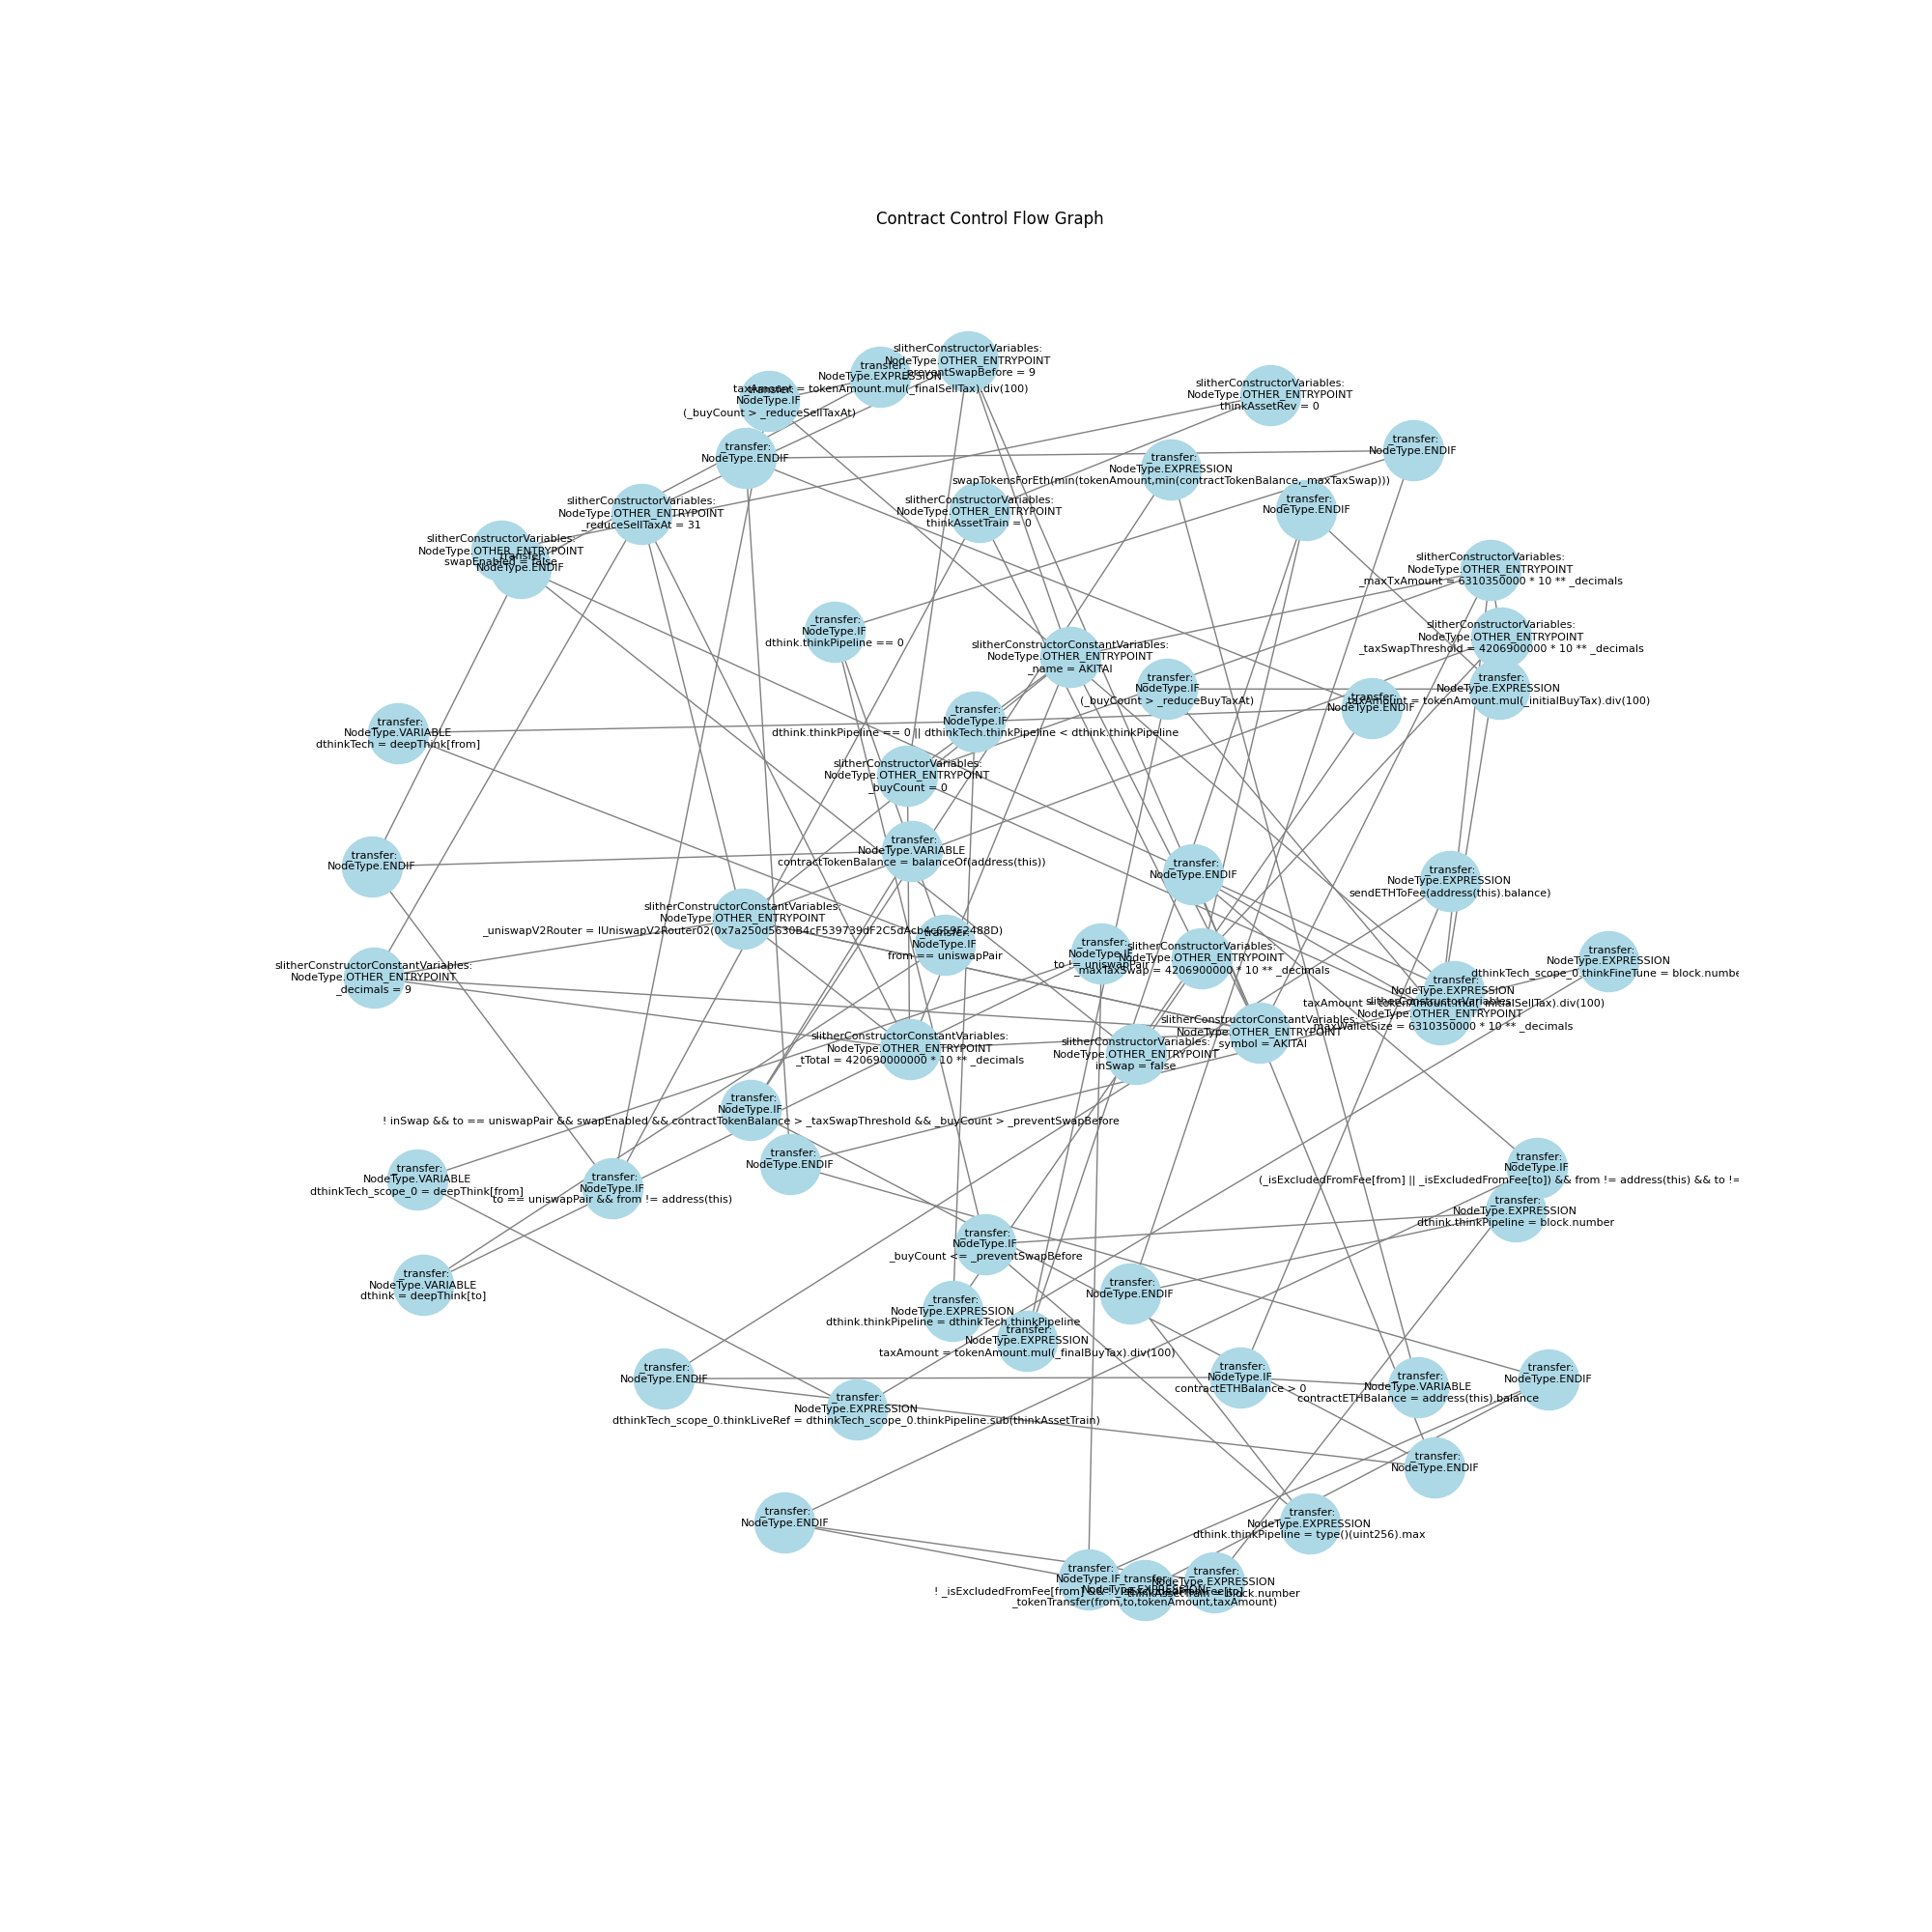 Contract Control Flow Graph
slitherConstructorVariables:
NodeType.OTHER_ENTRYPOINT
_preventSwapBefore = 9
_transfer:
NodeType.EXPRESSION
taxAmount = tokenAmount.mul(_finalSellTax).div(100)
_transfer:
NodeType.IF
(_buyCount > _reduceSellTaxAt)
slitherConstructorVariables:
NodeType.OTHER_ENTRYPOINT
thinkAssetRev = 0
_transfer:
NodeType.ENDIF
_transfer:
NodeType.ENDIF
_transfer:
NodeType.EXPRESSION
swapTokensForEth(min(tokenAmount,min(contractTokenBalance,_maxTaxSwap)))
slitherConstructorVariables:
NodeType.OTHER_ENTRYPOINT
_reduceSellTaxAt = 31
slitherConstructorVariables:
NodeType.OTHER_ENTRYPOINT
thinkAssetTrain = 0
_transfer:
NodeType.ENDIF
slitherConstructorVariables:
NodeType.OTHER_ENTRYPOINT
swapEnabled = false
_transfer:
NodeType.ENDIF
slitherConstructorVariables:
NodeType.OTHER_ENTRYPOINT
_maxTxAmount = 6310350000 * 10 ** _decimals
_transfer:
NodeType.IF
dthink.thinkPipeline == 0
slitherConstructorVariables:
NodeType.OTHER_ENTRYPOINT
_taxSwapThreshold = 4206900000 * 10 ** _decimals
slitherConstructorConstantVariables:
NodeType.OTHER_ENTRYPOINT
_name = AKITAI
_transfer:
NodeType.IF
(_buyCount > _reduceBuyTaxAt)
_transfer:
NodeType.EXPRESSION
taxAmount = tokenAmount.mul(_initialBuyTax).div(100)
_transfer:
NodeType.ENDIF
_transfer:
NodeType.VARIABLE
dthinkTech = deepThink[from]
_transfer:
NodeType.IF
dthink.thinkPipeline == 0 || dthinkTech.thinkPipeline < dthink.thinkPipeline
slitherConstructorVariables:
NodeType.OTHER_ENTRYPOINT
_buyCount = 0
_transfer:
NodeType.VARIABLE
contractTokenBalance = balanceOf(address(this))
_transfer:
NodeType.ENDIF
_transfer:
NodeType.ENDIF
_transfer:
NodeType.EXPRESSION
sendETHToFee(address(this).balance)
slitherConstructorConstantVariables:
NodeType.OTHER_ENTRYPOINT
_uniswapV2Router = IUniswapV2Router02(0x7a250d5630B4cF539739dF2C5dAcb4c659F2488D)
_transfer:
NodeType.IF
from == uniswapPair
_transfer:
NodeType.IF
to != uniswapPair
slitherConstructorVariables:
NodeType.OTHER_ENTRYPOINT
_maxTaxSwap = 4206900000 * 10 ** _decimals
_transfer:
NodeType.EXPRESSION
dthinkTech_scope_0.thinkFineTune = block.numbe
slitherConstructorConstantVariables:
NodeType.OTHER_ENTRYPOINT
_decimals = 9
_transfer:
NodeType.EXPRESSION
taxAmount = tokenAmount.mul(_initialSellTax).div(100)
slitherConstructorVariables:
NodeType.OTHER_ENTRYPOINT
_maxWalletSize = 6310350000 * 10 ** _decimals
slitherConstructorConstantVariables:
NodeType.OTHER_ENTRYPOINT
_symbol = AKITAI
slitherConstructorConstantVariables:
NodeType.OTHER_ENTRYPOINT
_tTotal = 420690000000 * 10 ** _decimals
slitherConstructorVariables:
NodeType.OTHER_ENTRYPOINT
inSwap = false
_transfer:
NodeType.IF
! inSwap && to == uniswapPair && swapEnabled && contractTokenBalance > _taxSwapThreshold && _buyCount > _preventSwapBefore
_transfer:
NodeType.ENDIF
_transfer:
NodeType.IF
(_isExcludedFromFee[from] || _isExcludedFromFee[to]) && from != address(this) && to !=
_transfer:
NodeType.VARIABLE
dthinkTech_scope_0 = deepThink[from]
_transfer:
NodeType.IF
to == uniswapPair && from != address(this)
_transfer:
NodeType.EXPRESSION
dthink.thinkPipeline = block.number
_transfer:
NodeType.IF
_buyCount <= _preventSwapBefore
_transfer:
NodeType.VARIABLE
dthink = deepThink[to]
_transfer:
NodeType.ENDIF
_transfer:
NodeType.EXPRESSION
dthink.thinkPipeline = dthinkTech.thinkPipeline
_transfer:
NodeType.EXPRESSION
taxAmount = tokenAmount.mul(_finalBuyTax).div(100)
_transfer:
NodeType.ENDIF
_transfer:
NodeType.IF
contractETHBalance > 0
_transfer:
NodeType.VARIABLE
contractETHBalance = address(this).balance
_transfer:
NodeType.ENDIF
_transfer:
NodeType.EXPRESSION
dthinkTech_scope_0.thinkLiveRef = dthinkTech_scope_0.thinkPipeline.sub(thinkAssetTrain)
_transfer:
NodeType.ENDIF
_transfer:
NodeType.ENDIF
_transfer:
NodeType.EXPRESSION
dthink.thinkPipeline = type()(uint256).max
_transfer:
NodeType.IF
! _isExcludedFromFee[from] &&
_transfer:
NodeType.EXPRESSION
_tokenTransfer(from,to,tokenAmount,taxAmount)
_transfer:
NodeType.EXPRESSION
thinkAssetTrain = block.number